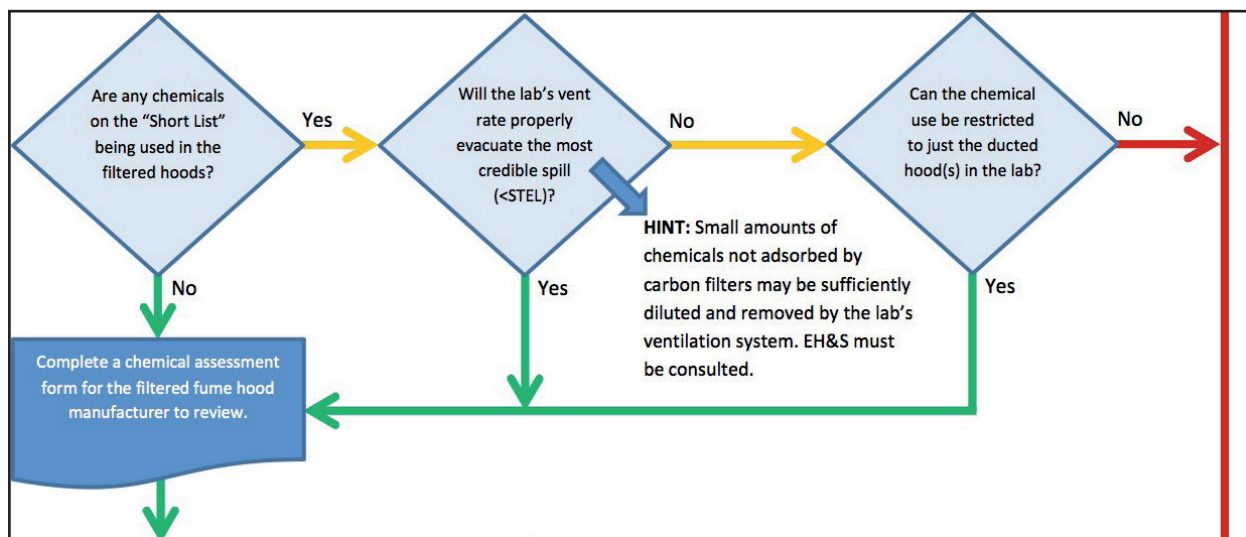 Are any chemicals
on the “Short List”
being used in the
filtered hoods?
Yes
Will the lab’s vent
rate properly
evacuate the most
credible spill
(<STEL)?
No
Can the chemical
use be restricted
to just the ducted
hood(s) in the lab?
No
HINT: Small amounts of
chemicals not adsorbed by
carbon filters may be sufficiently
diluted and removed by the lab’s
ventilation system. EH&S must
be consulted.
No
Yes
Yes
Complete a chemical assessment
form for the filtered fume hood
manufacturer to review.